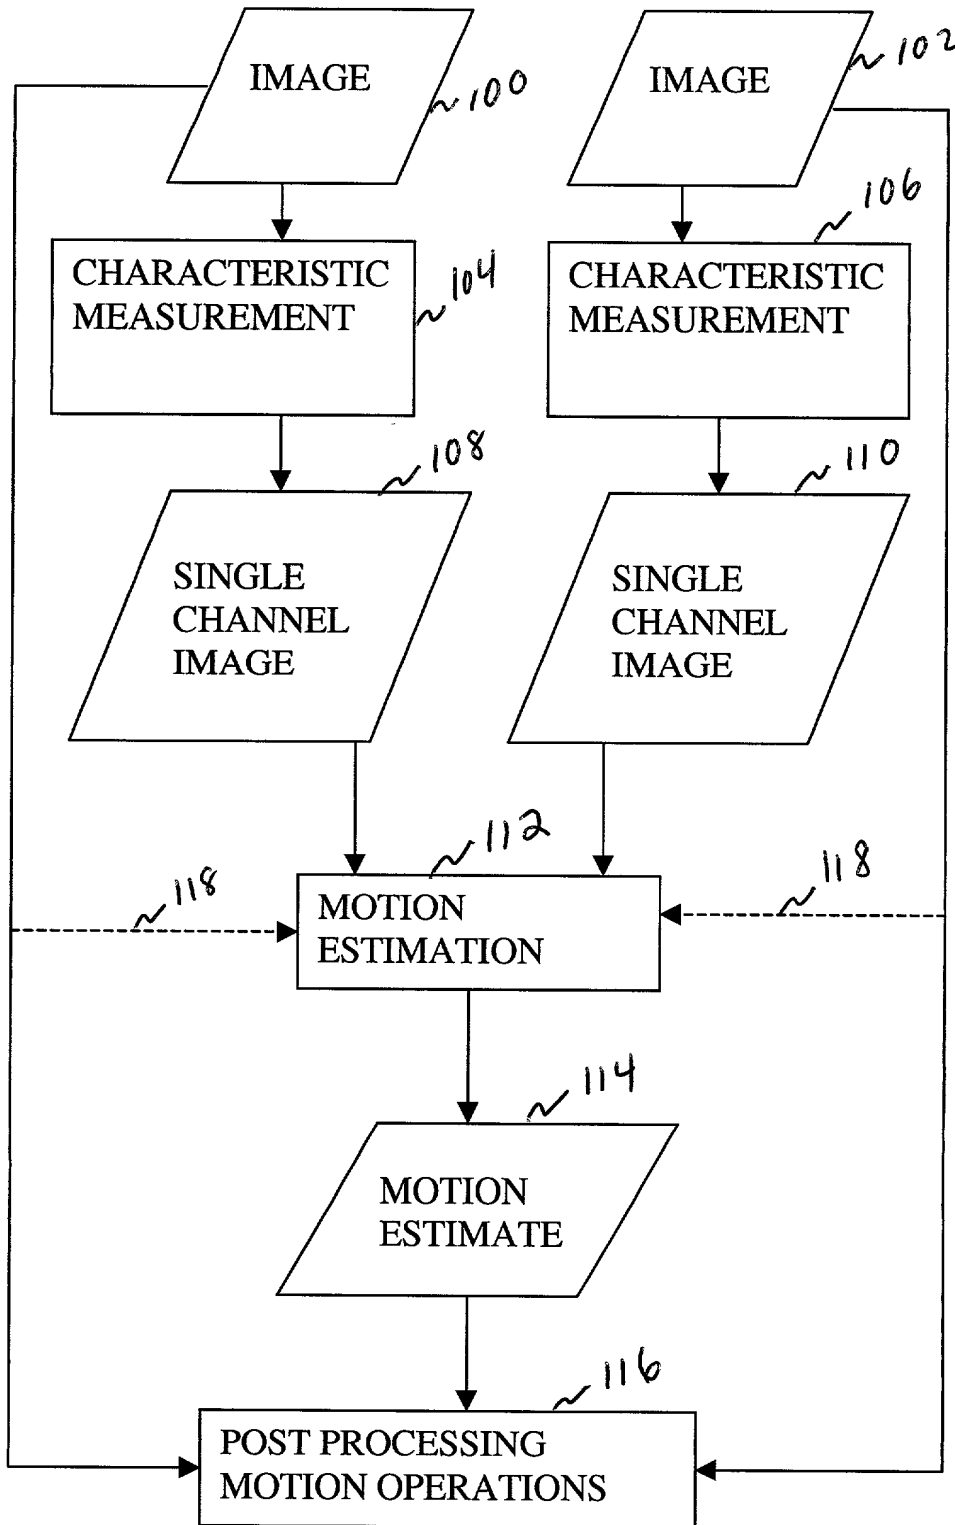 IMAGE
100
IMAGE
102
CHARACTERISTIC
MEASUREMENT
104
CHARACTERISTIC
MEASUREMENT
106
SINGLE
CHANNEL
IMAGE
108
SINGLE
CHANNEL
IMAGE
110
112
118
MOTION
ESTIMATION
118
114
MOTION
ESTIMATE
116
POST PROCESSING
MOTION OPERATIONS